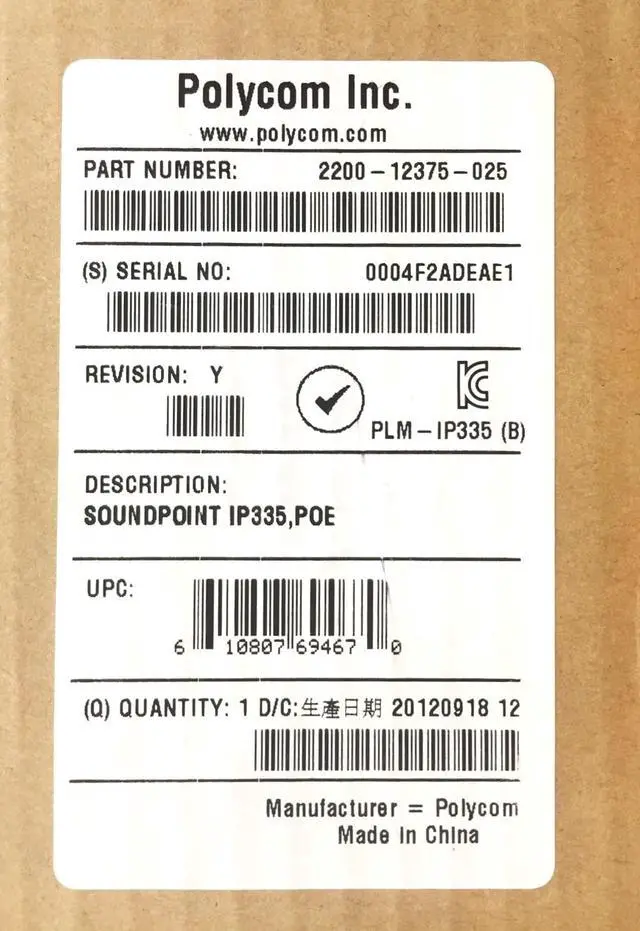 Polycom Inc.
www.polycom.com
PART NUMBER: 2200-12375-025
(S) SERIAL NO: 0004F2ADEAE1
REVISION: Y
PLM-IP335 (B)
DESCRIPTION:
SOUNDPOINT IP335,POE
UPC:
6 10807 69467 0
(Q) QUANTITY: 1 D/C:生產日期 20120918 12
Manufacturer = Polycom
Made in China